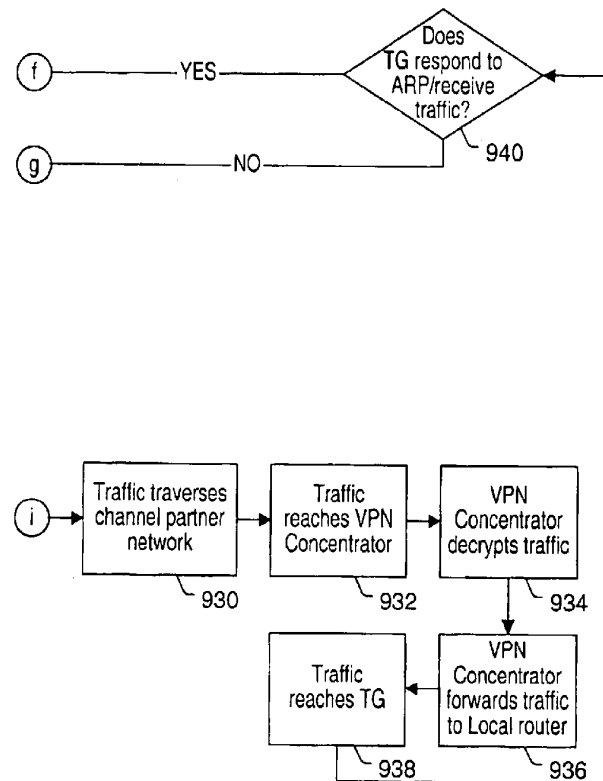 Does
TG respond to
ARP/receive
traffic?
f
YES
940
g
NO
i
Traffic traverses
channel partner
network
930
Traffic
reaches VPN
Concentrator
932
VPN
Concentrator
decrypts traffic
934
Traffic
reaches TG
938
VPN
Concentrator
forwards traffic
to Local router
936